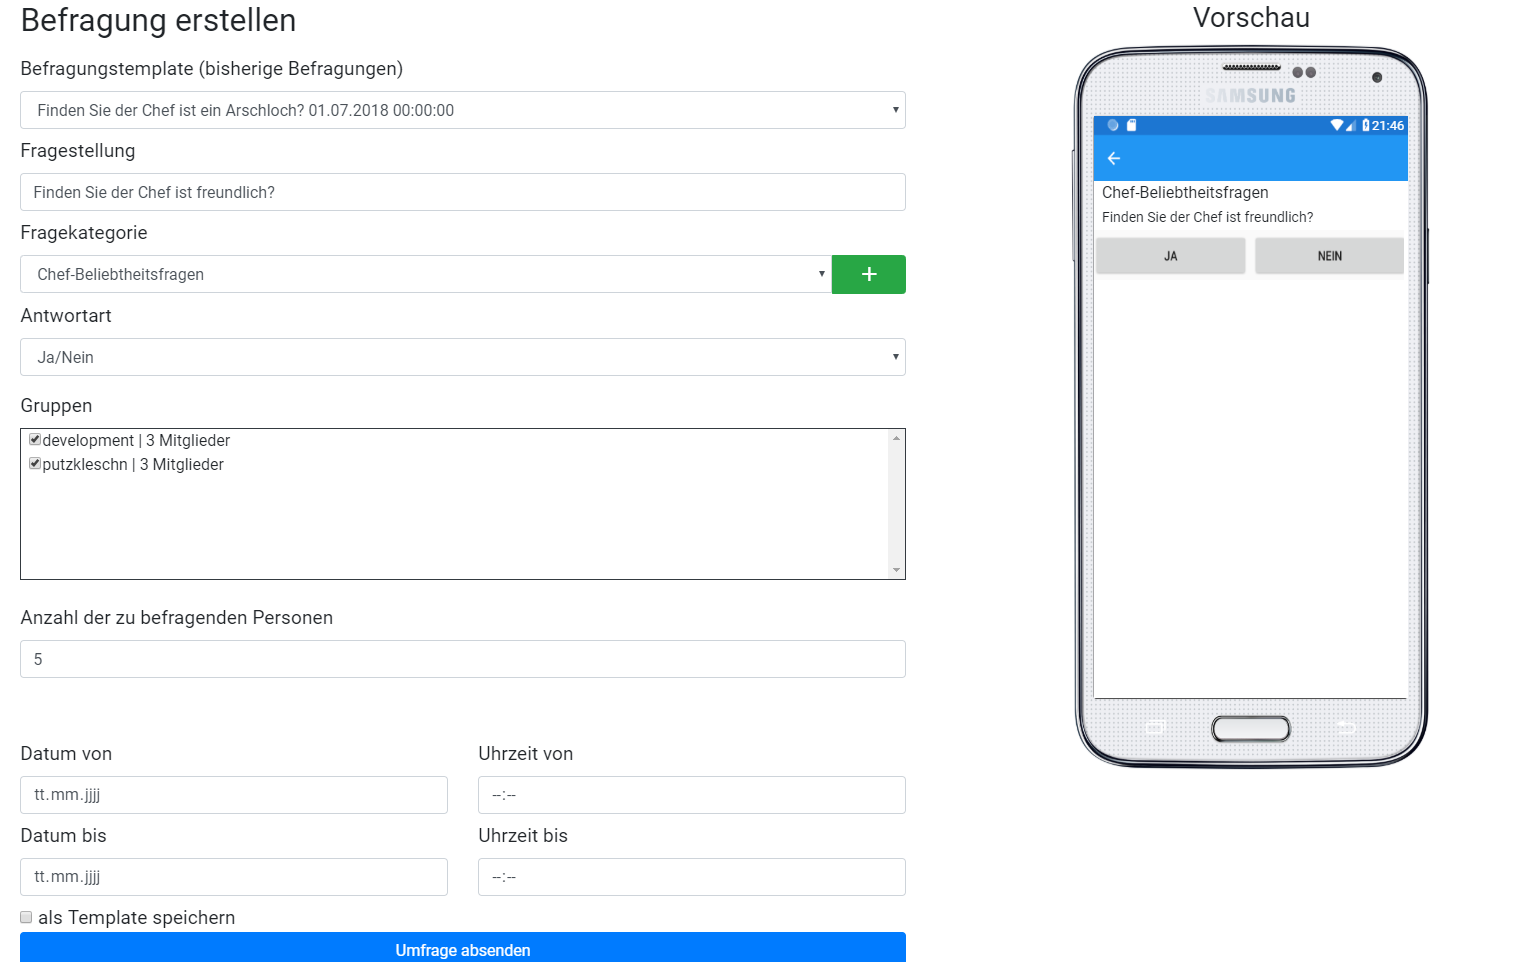 Befragung erstellen
Befragungstemplate (bisherige Befragungen)
Finden Sie der Chef ist ein Arschloch? 01.07.2018 00:00:00
Fragestellung
Finden Sie der Chef ist freundlich?
Fragekategorie
Chef-Beliebtheitsfragen
+
Antwortart
Ja/Nein
Gruppen
development | 3 Mitglieder
putzkleschn | 3 Mitglieder
Anzahl der zu befragenden Personen
5
Datum von
Uhrzeit von
tt.mm.jjjj
--:--
Datum bis
Uhrzeit bis
tt.mm.jjjj
--:--
als Template speichern
Umfrage absenden
Vorschau
SAMSUNG
21:46
Chef-Beliebtheitsfragen
Finden Sie der Chef ist freundlich?
JA
NEIN